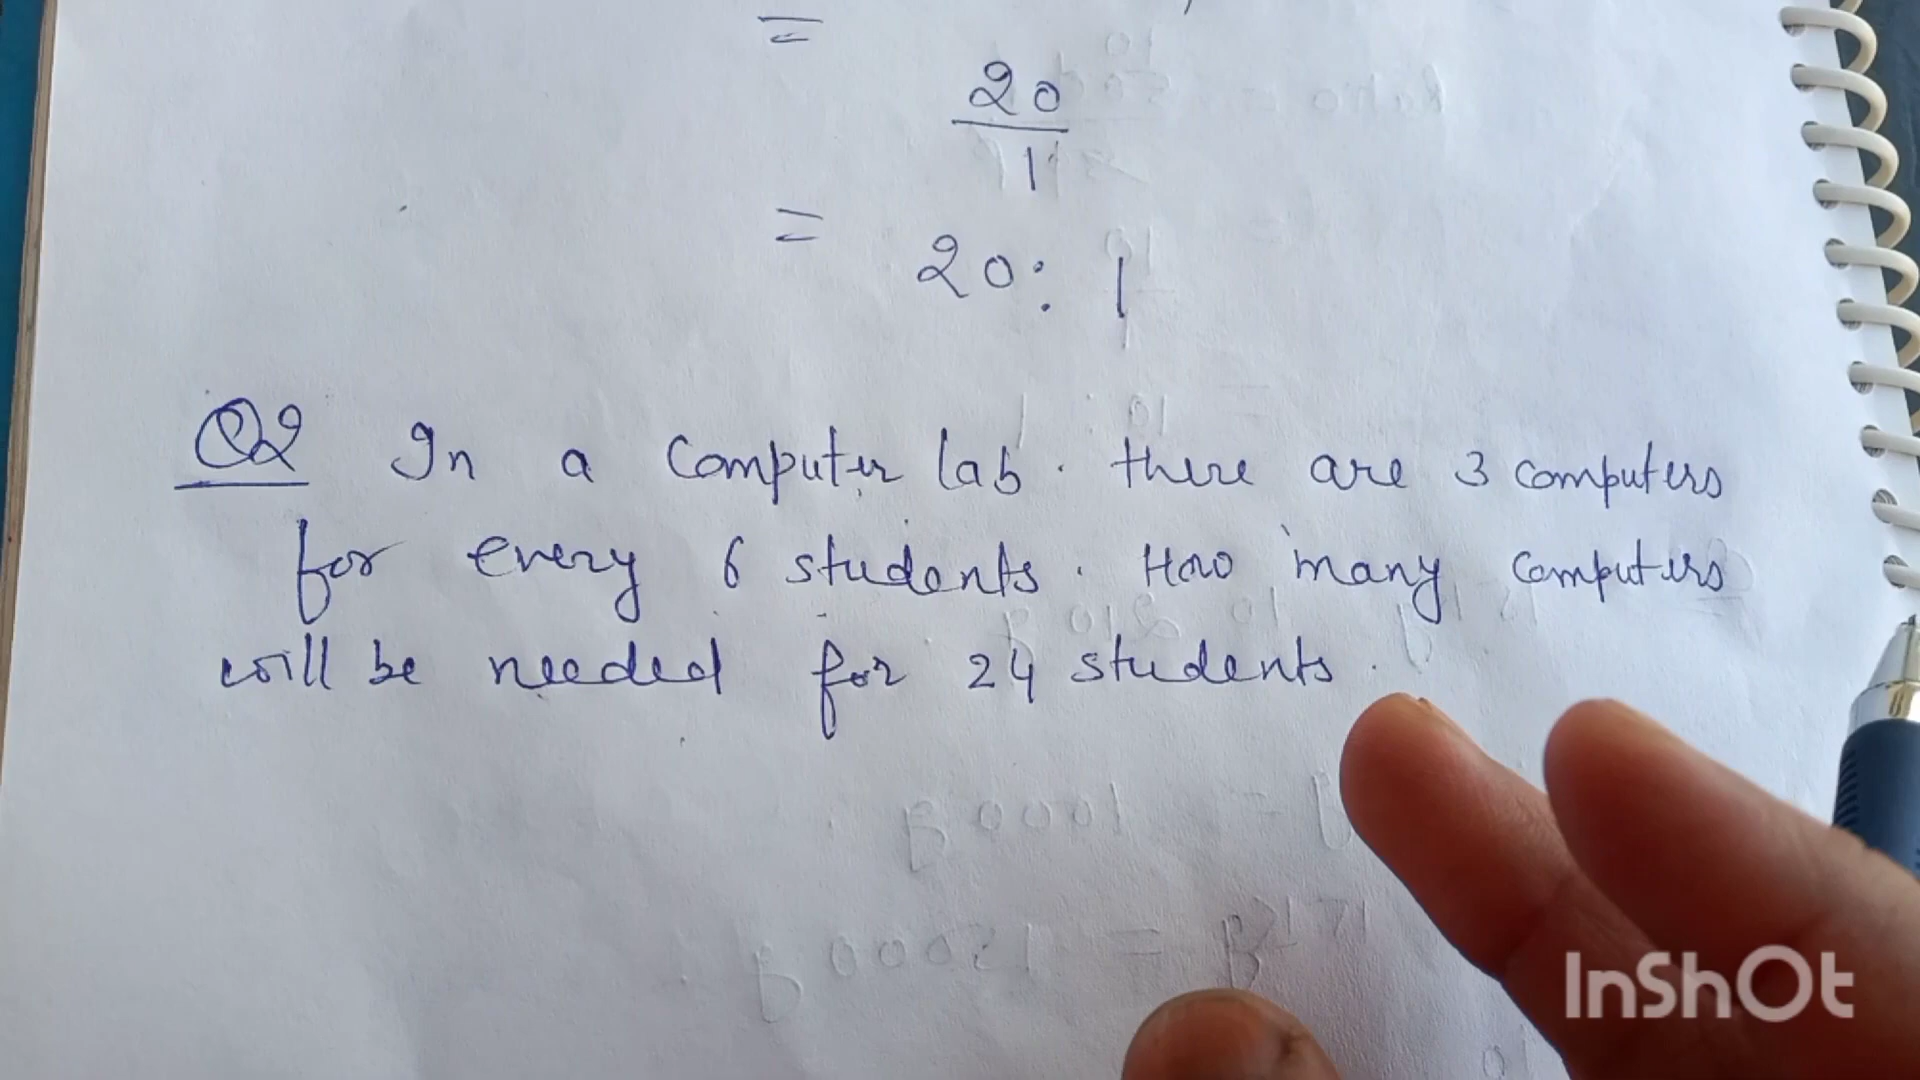 =
20
1
= 20 : 1
Q2 In a Computer lab. there are 3 computers
for every 6 students. How many computers
will be needed for 24 students.
InShOt